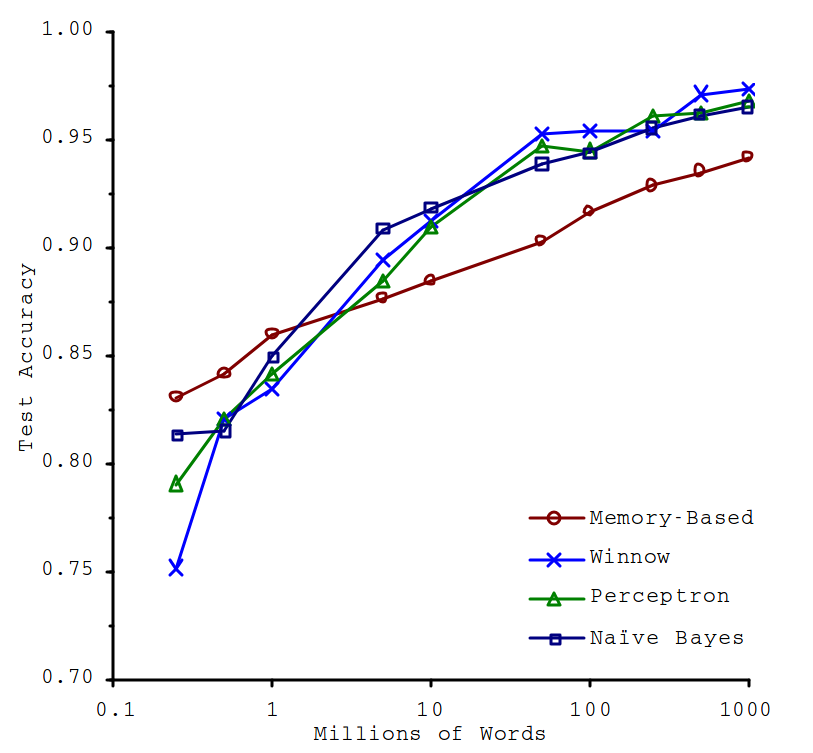 1.00
0.95
0.90
0.85
0.80
0.75
0.70
Test Accuracy
0.1 1 10 100 1000
Millions of Words
Memory-Based
Winnow
Perceptron
Naïve Bayes